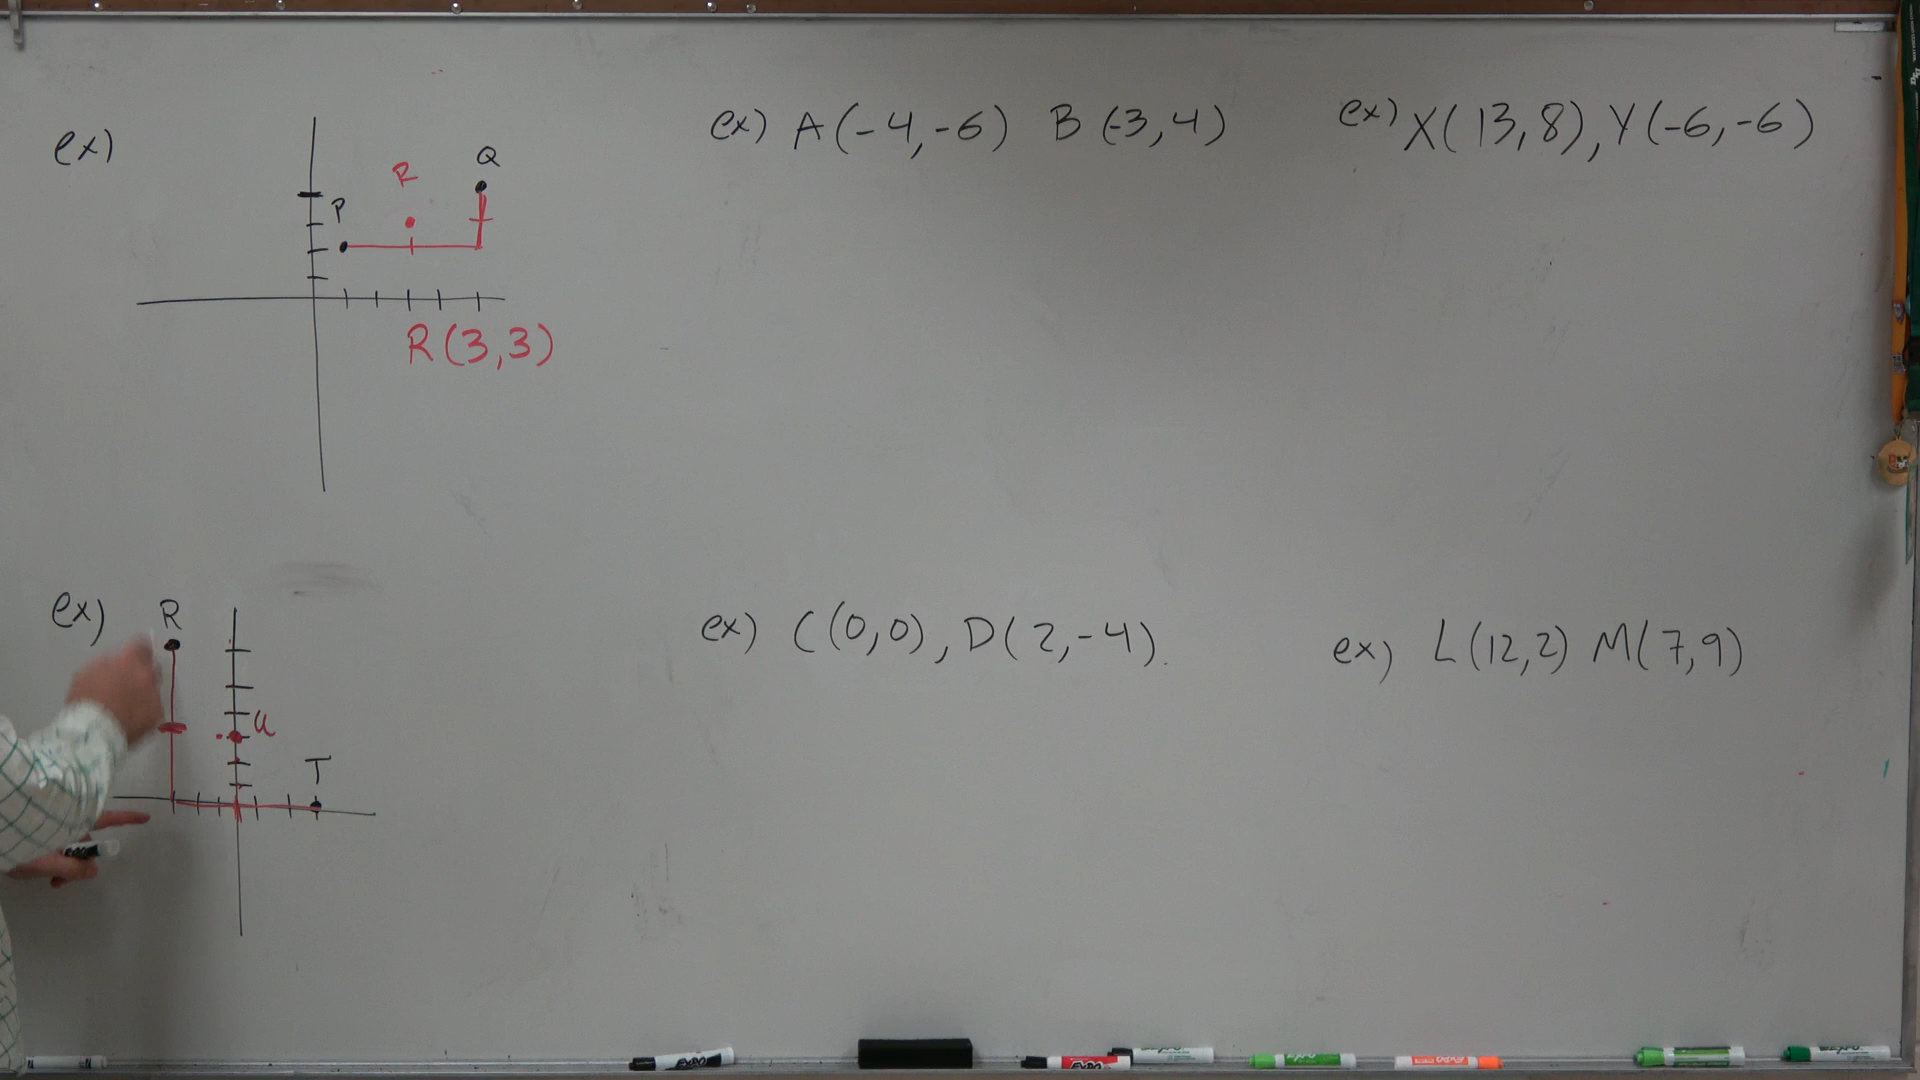 ex)
Q
R
P
R(3,3)
ex) A(-4,-6) B(-3,4)
ex) X(13,8), Y(-6,-6)
ex)
R
U
T
ex) C(0,0), D(2,-4).
ex) L(12,2) M(7,9)
EXPO